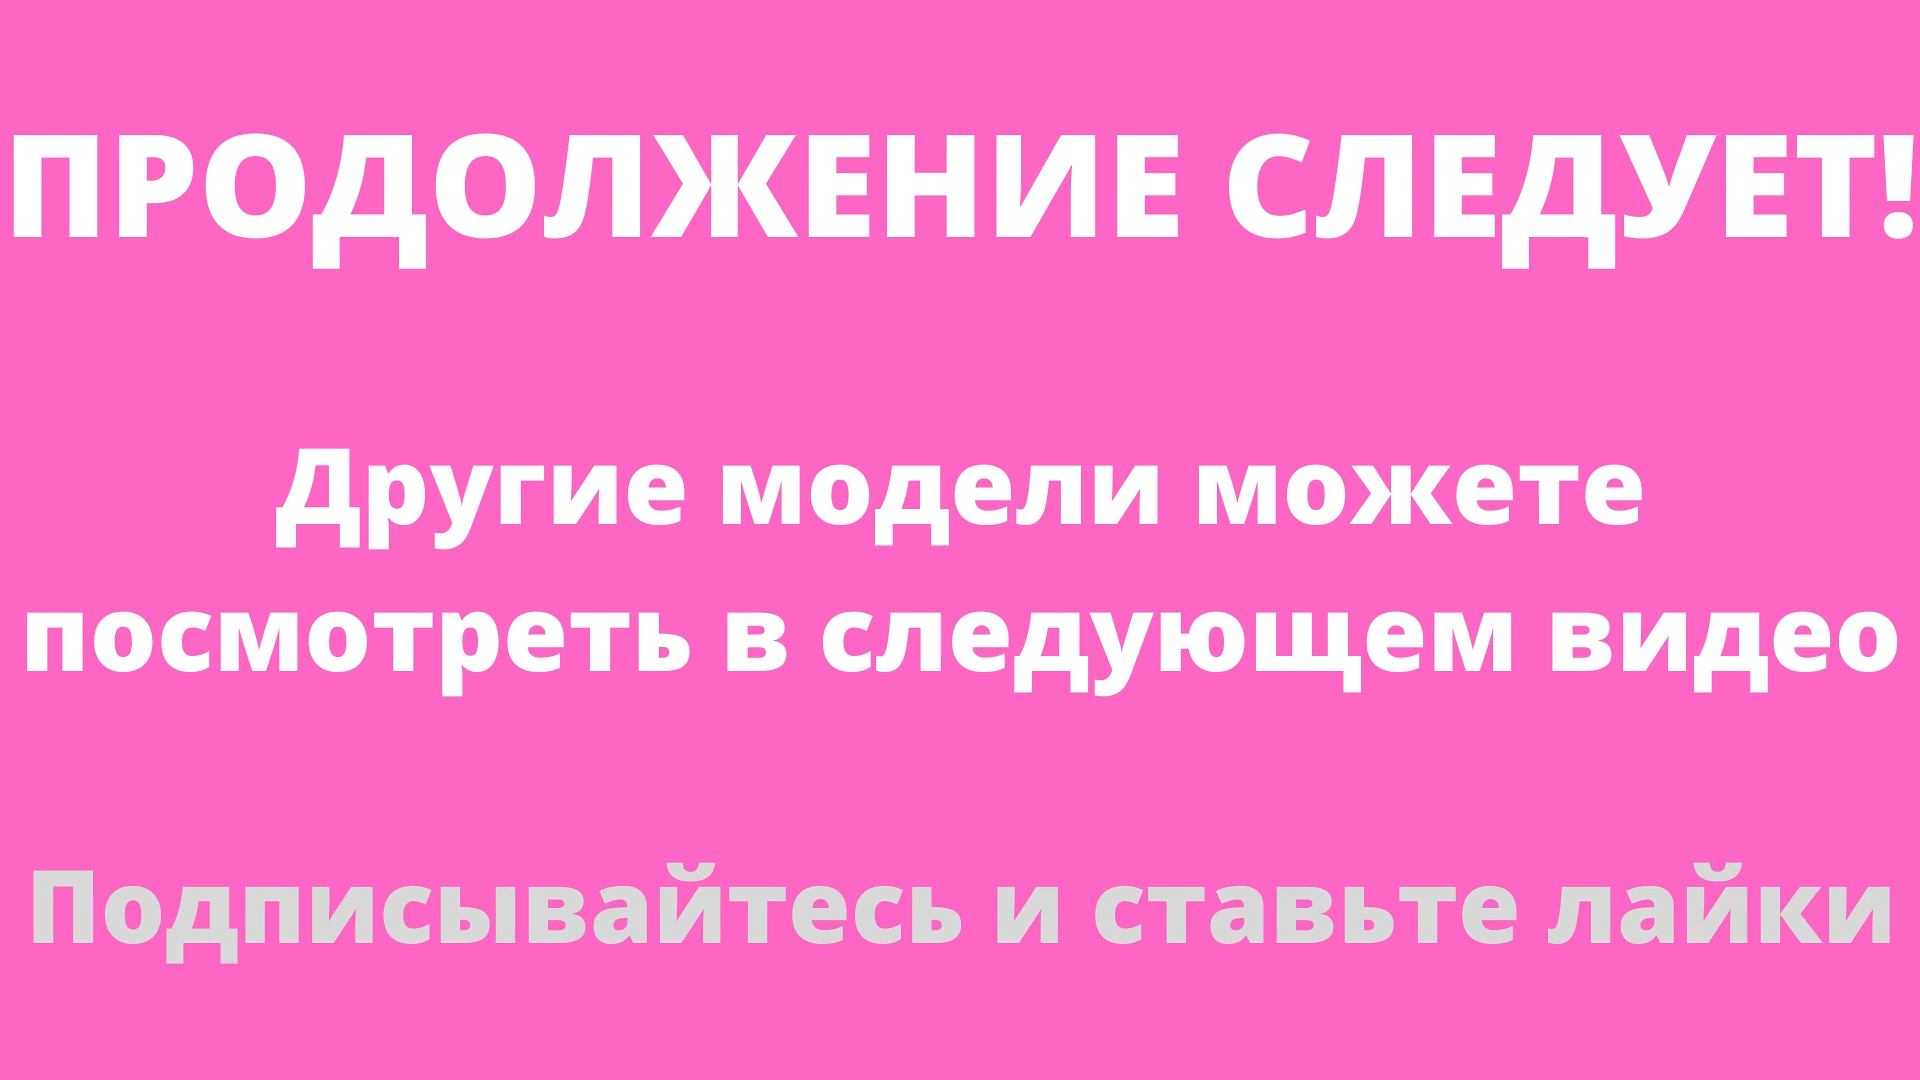 ПРОДОЛЖЕНИЕ СЛЕДУЕТ!
Другие модели можете
посмотреть в следующем видео
Подписывайтесь и ставьте лайки